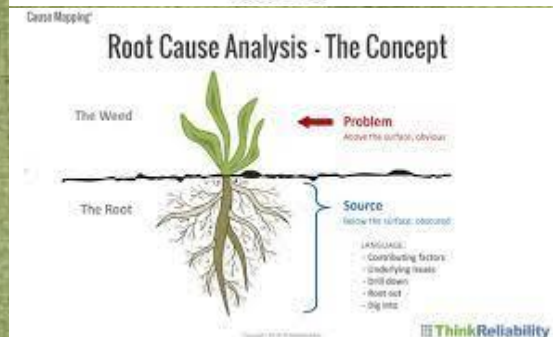 Cause Mapping®
Root Cause Analysis - The Concept
The Weed
Problem
Above the surface, obvious
The Root
Source
Below the surface, obscured
LANGUAGE:
- Contributing factors
- Underlying issues
- Drill down
- Root out
- Dig into
ThinkReliability